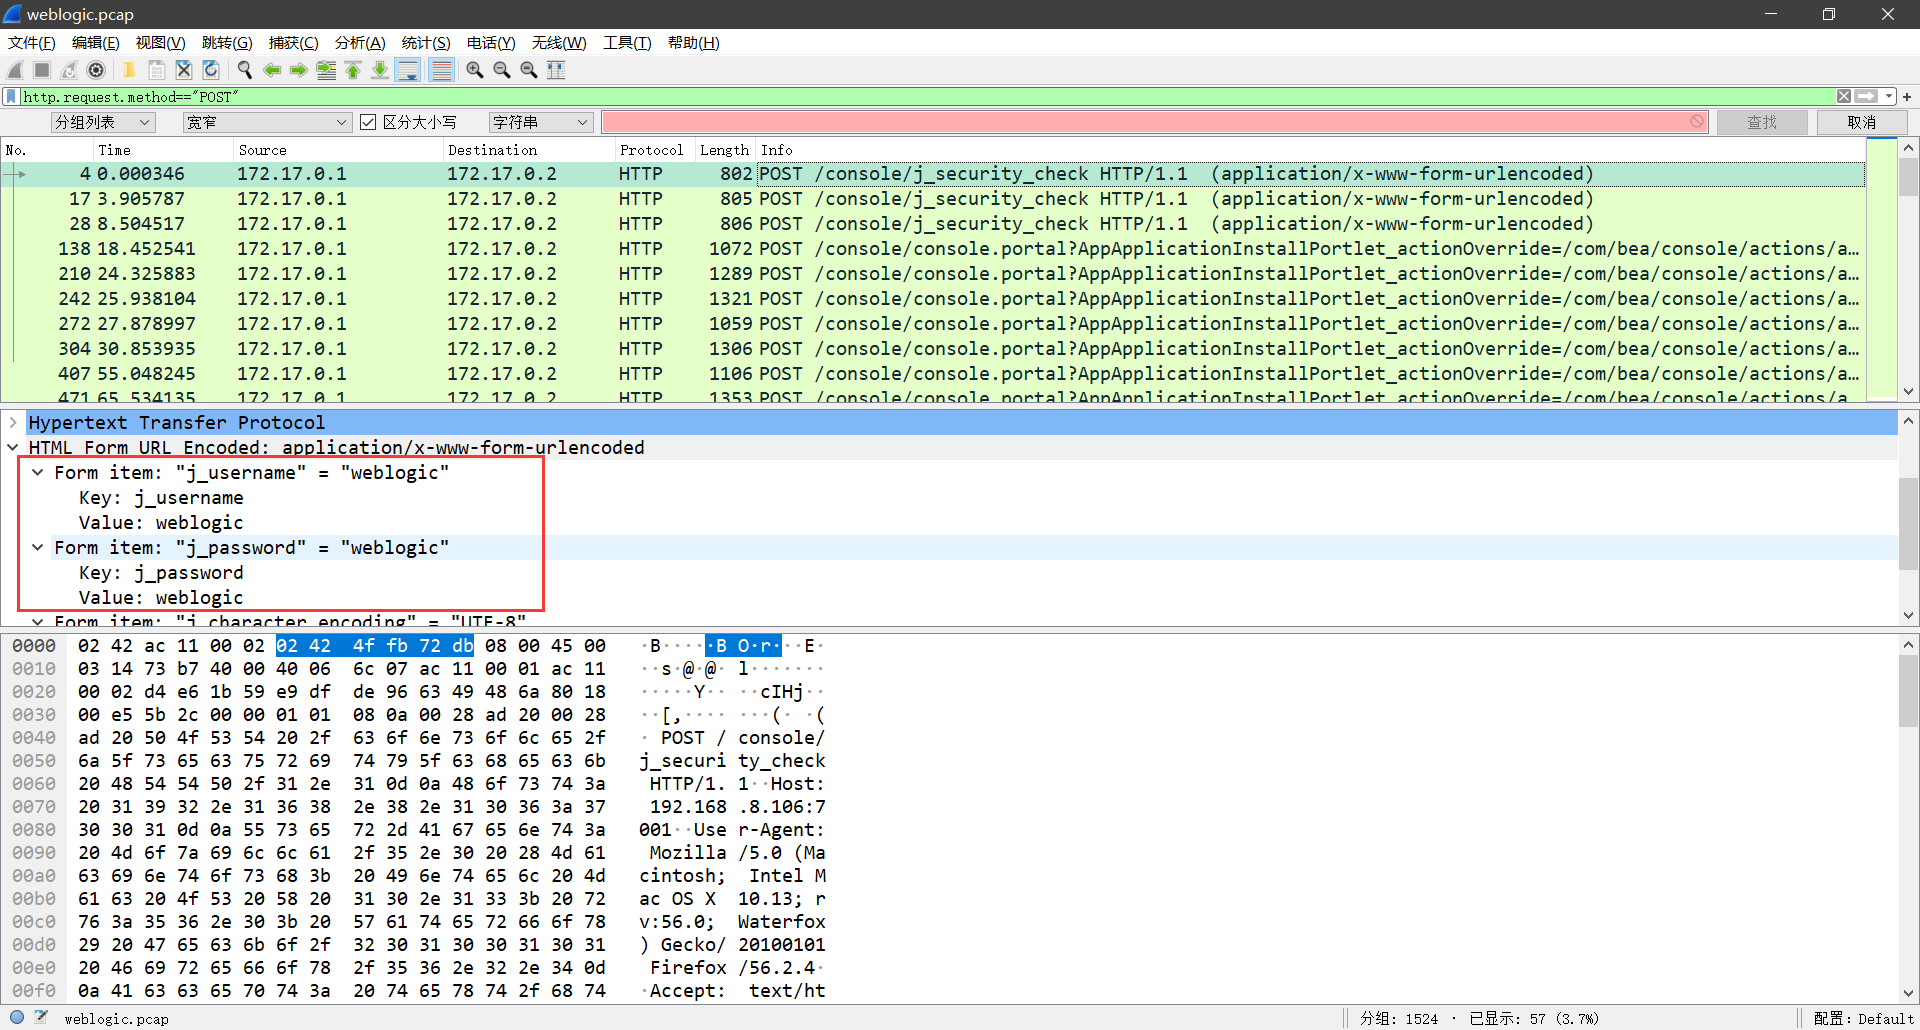 weblogic.pcap
文件(F) 编辑(E) 视图(V) 跳转(G) 捕获(C) 分析(A) 统计(S) 电话(Y) 无线(W) 工具(T) 帮助(H)
http.request.method=="POST"
分组列表 宽窄 区分大小写 字符串 查找 取消
No. Time Source Destination Protocol Length Info
4 0.000346 172.17.0.1 172.17.0.2 HTTP 802 POST /console/j_security_check HTTP/1.1 (application/x-www-form-urlencoded)
17 3.905787 172.17.0.1 172.17.0.2 HTTP 805 POST /console/j_security_check HTTP/1.1 (application/x-www-form-urlencoded)
28 8.504517 172.17.0.1 172.17.0.2 HTTP 806 POST /console/j_security_check HTTP/1.1 (application/x-www-form-urlencoded)
138 18.452541 172.17.0.1 172.17.0.2 HTTP 1072 POST /console/console.portal?AppApplicationInstallPortlet_actionOverride=/com/bea/console/actions/a…
210 24.325883 172.17.0.1 172.17.0.2 HTTP 1289 POST /console/console.portal?AppApplicationInstallPortlet_actionOverride=/com/bea/console/actions/a…
242 25.938104 172.17.0.1 172.17.0.2 HTTP 1321 POST /console/console.portal?AppApplicationInstallPortlet_actionOverride=/com/bea/console/actions/a…
272 27.878997 172.17.0.1 172.17.0.2 HTTP 1059 POST /console/console.portal?AppApplicationInstallPortlet_actionOverride=/com/bea/console/actions/a…
304 30.853935 172.17.0.1 172.17.0.2 HTTP 1306 POST /console/console.portal?AppApplicationInstallPortlet_actionOverride=/com/bea/console/actions/a…
407 55.048245 172.17.0.1 172.17.0.2 HTTP 1106 POST /console/console.portal?AppApplicationInstallPortlet_actionOverride=/com/bea/console/actions/a…
471 65.534135 172.17.0.1 172.17.0.2 HTTP 1353 POST /console/console.portal?AppApplicationInstallPortlet_actionOverride=/com/bea/console/actions/a…
Hypertext Transfer Protocol
HTML Form URL Encoded: application/x-www-form-urlencoded
Form item: "j_username" = "weblogic"
Key: j_username
Value: weblogic
Form item: "j_password" = "weblogic"
Key: j_password
Value: weblogic
Form item: "j_character_encoding" = "UTF-8"
0000 02 42 ac 11 00 02 02 42 4f fb 72 db 08 00 45 00 ·B·····B O·r···E·
0010 03 14 73 b7 40 00 40 06 6c 07 ac 11 00 01 ac 11 ··s·@·@· l·······
0020 00 02 d4 e6 1b 59 e9 df de 96 63 49 48 6a 80 18 ·····Y·· ··cIHj··
0030 00 e5 5b 2c 00 00 01 01 08 0a 00 28 ad 20 00 28 ··[,···· ···(· ·(
0040 ad 20 50 4f 53 54 20 2f 63 6f 6e 73 6f 6c 65 2f · POST / console/
0050 6a 5f 73 65 63 75 72 69 74 79 5f 63 68 65 63 6b j_securi ty_check
0060 20 48 54 54 50 2f 31 2e 31 0d 0a 48 6f 73 74 3a HTTP/1. 1··Host:
0070 20 31 39 32 2e 31 36 38 2e 38 2e 31 30 36 3a 37 192.168 .8.106:7
0080 30 30 31 0d 0a 55 73 65 72 2d 41 67 65 6e 74 3a 001··Use r-Agent:
0090 20 4d 6f 7a 69 6c 6c 61 2f 35 2e 30 20 28 4d 61 Mozilla /5.0 (Ma
00a0 63 69 6e 74 6f 73 68 3b 20 49 6e 74 65 6c 20 4d cintosh; Intel M
00b0 61 63 20 4f 53 20 58 20 31 30 2e 31 33 3b 20 72 ac OS X 10.13; r
00c0 76 3a 35 36 2e 30 3b 20 57 61 74 65 72 66 6f 78 v:56.0; Waterfox
00d0 29 20 47 65 63 6b 6f 2f 32 30 31 30 30 31 30 31 ) Gecko/ 20100101
00e0 20 46 69 72 65 66 6f 78 2f 35 36 2e 32 2e 34 0d Firefox /56.2.4·
00f0 0a 41 63 63 65 70 74 3a 20 74 65 78 74 2f 68 74 ·Accept: text/ht
weblogic.pcap 分组: 1524 · 已显示: 57 (3.7%) 配置: Default